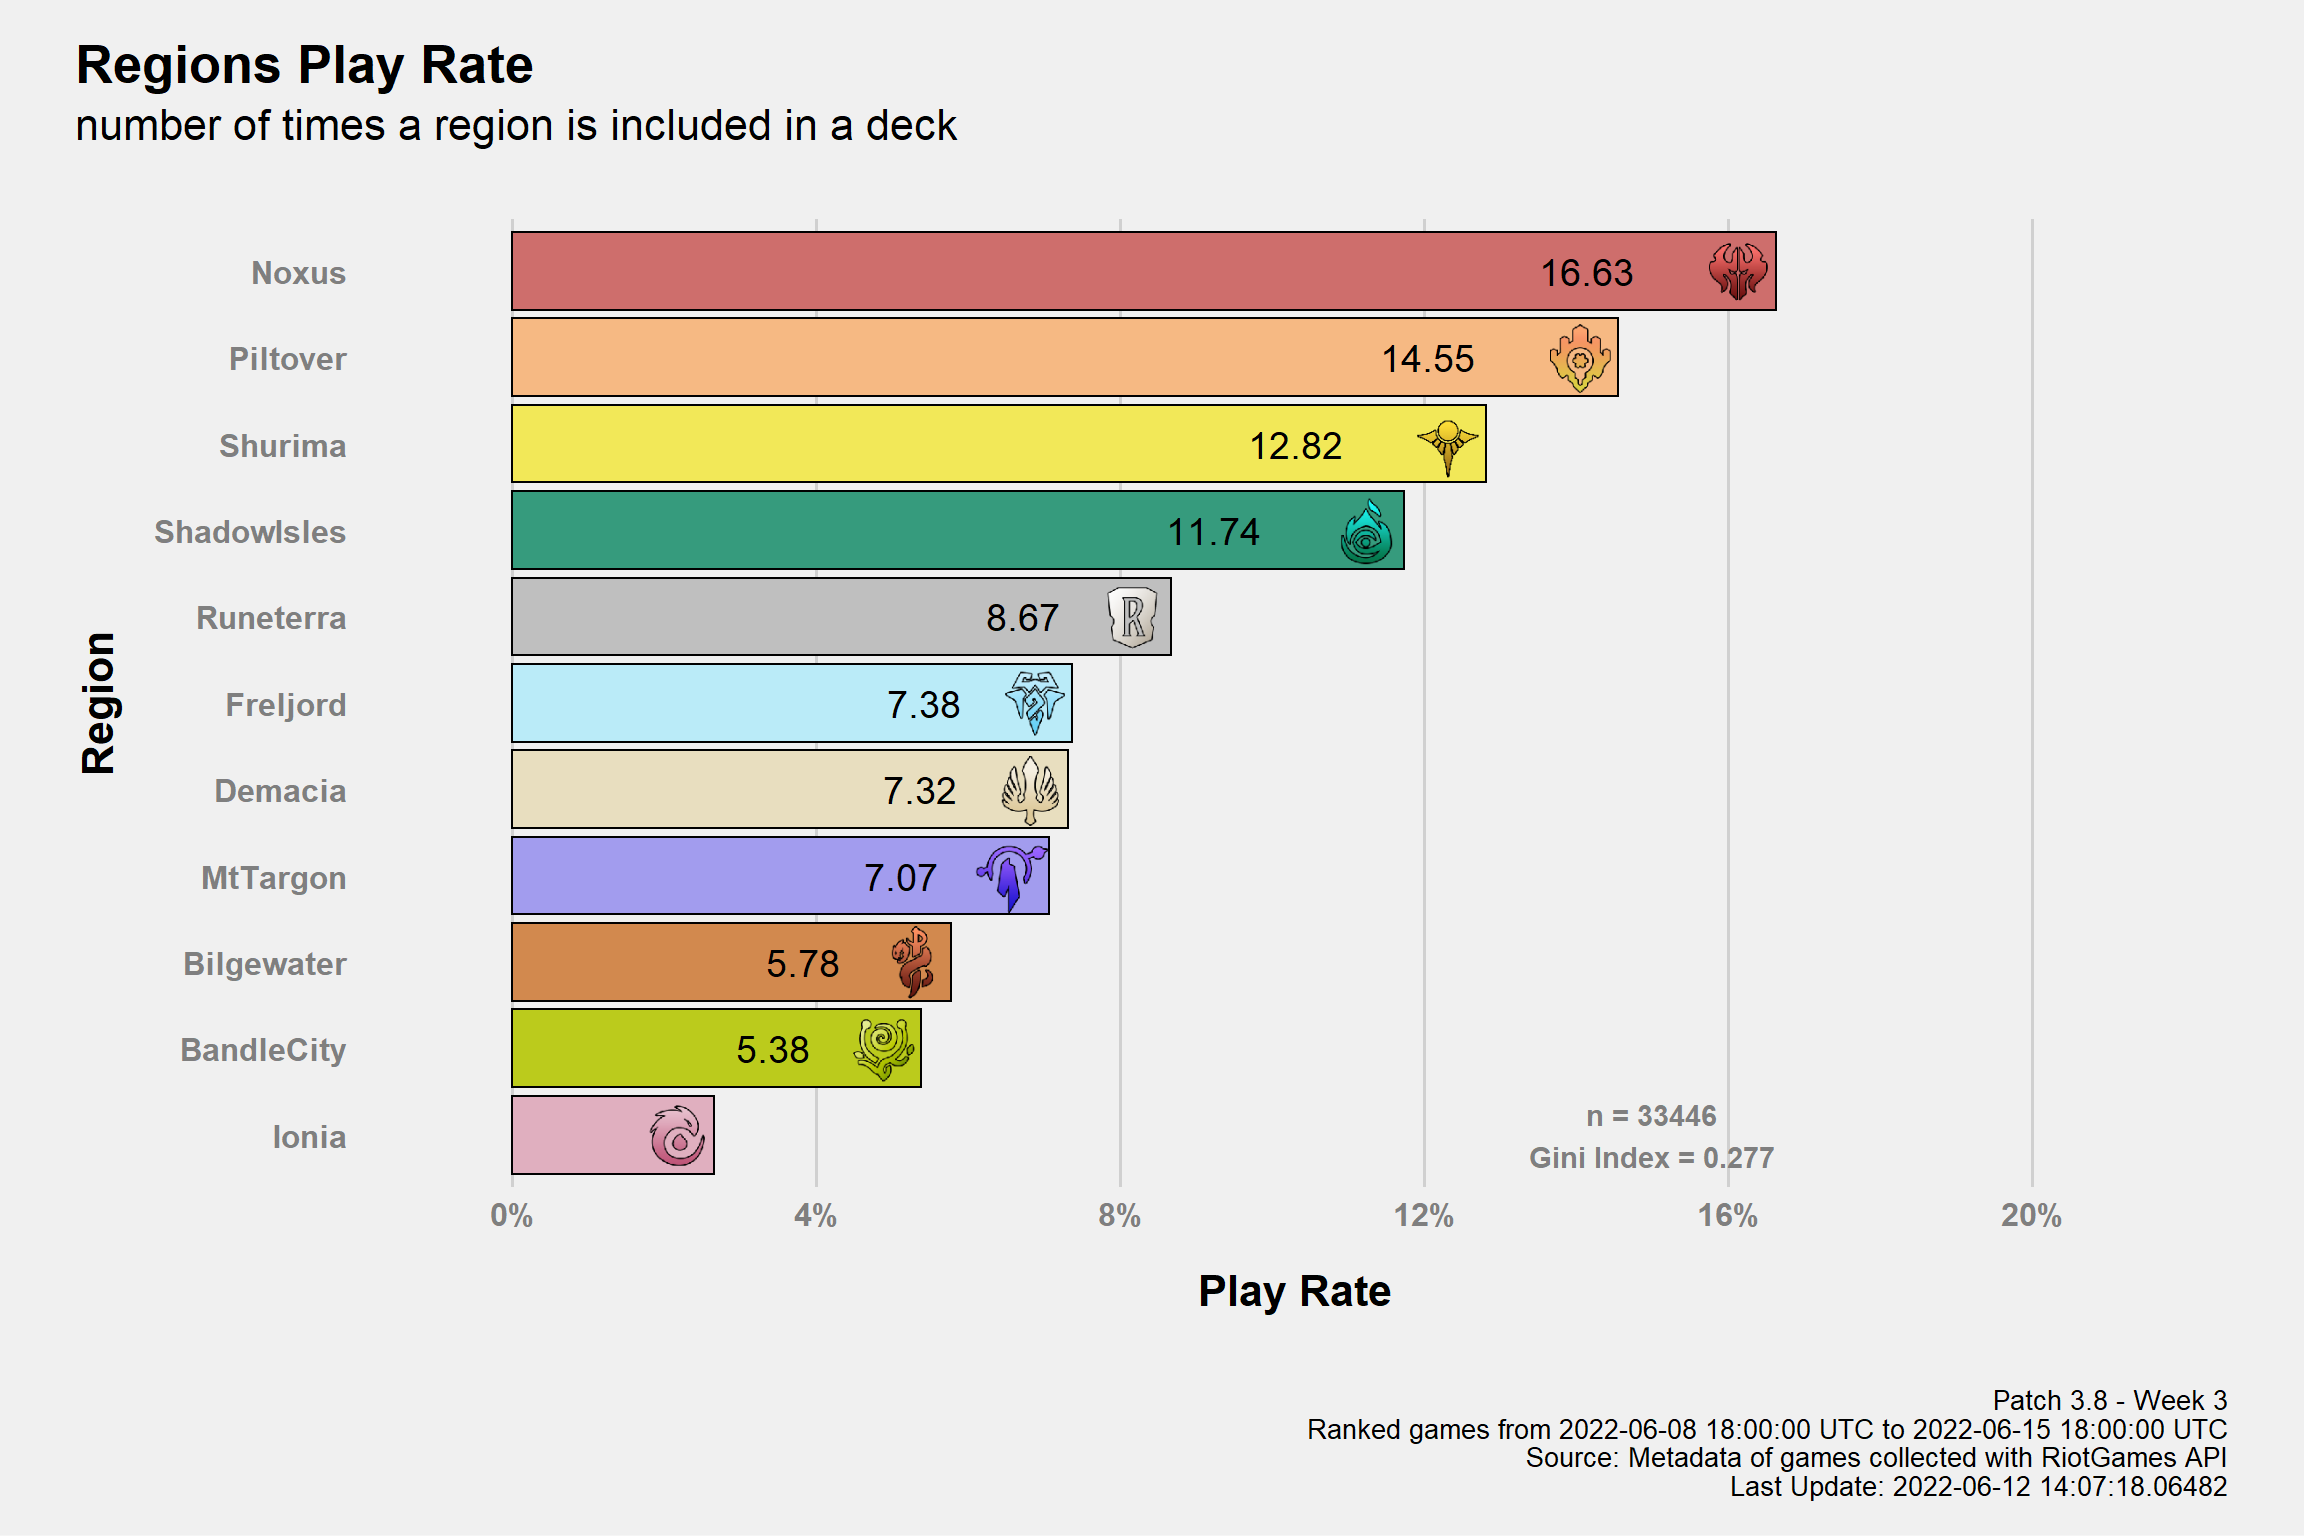 Regions Play Rate
number of times a region is included in a deck
Region
Noxus
16.63
Piltover
14.55
Shurima
12.82
ShadowIsles
11.74
Runeterra
8.67
R
Freljord
7.38
Demacia
7.32
MtTargon
7.07
Bilgewater
5.78
BandleCity
5.38
Ionia
n = 33446
Gini Index = 0.277
0% 4% 8% 12% 16% 20%
Play Rate
Patch 3.8 - Week 3
Ranked games from 2022-06-08 18:00:00 UTC to 2022-06-15 18:00:00 UTC
Source: Metadata of games collected with RiotGames API
Last Update: 2022-06-12 14:07:18.06482